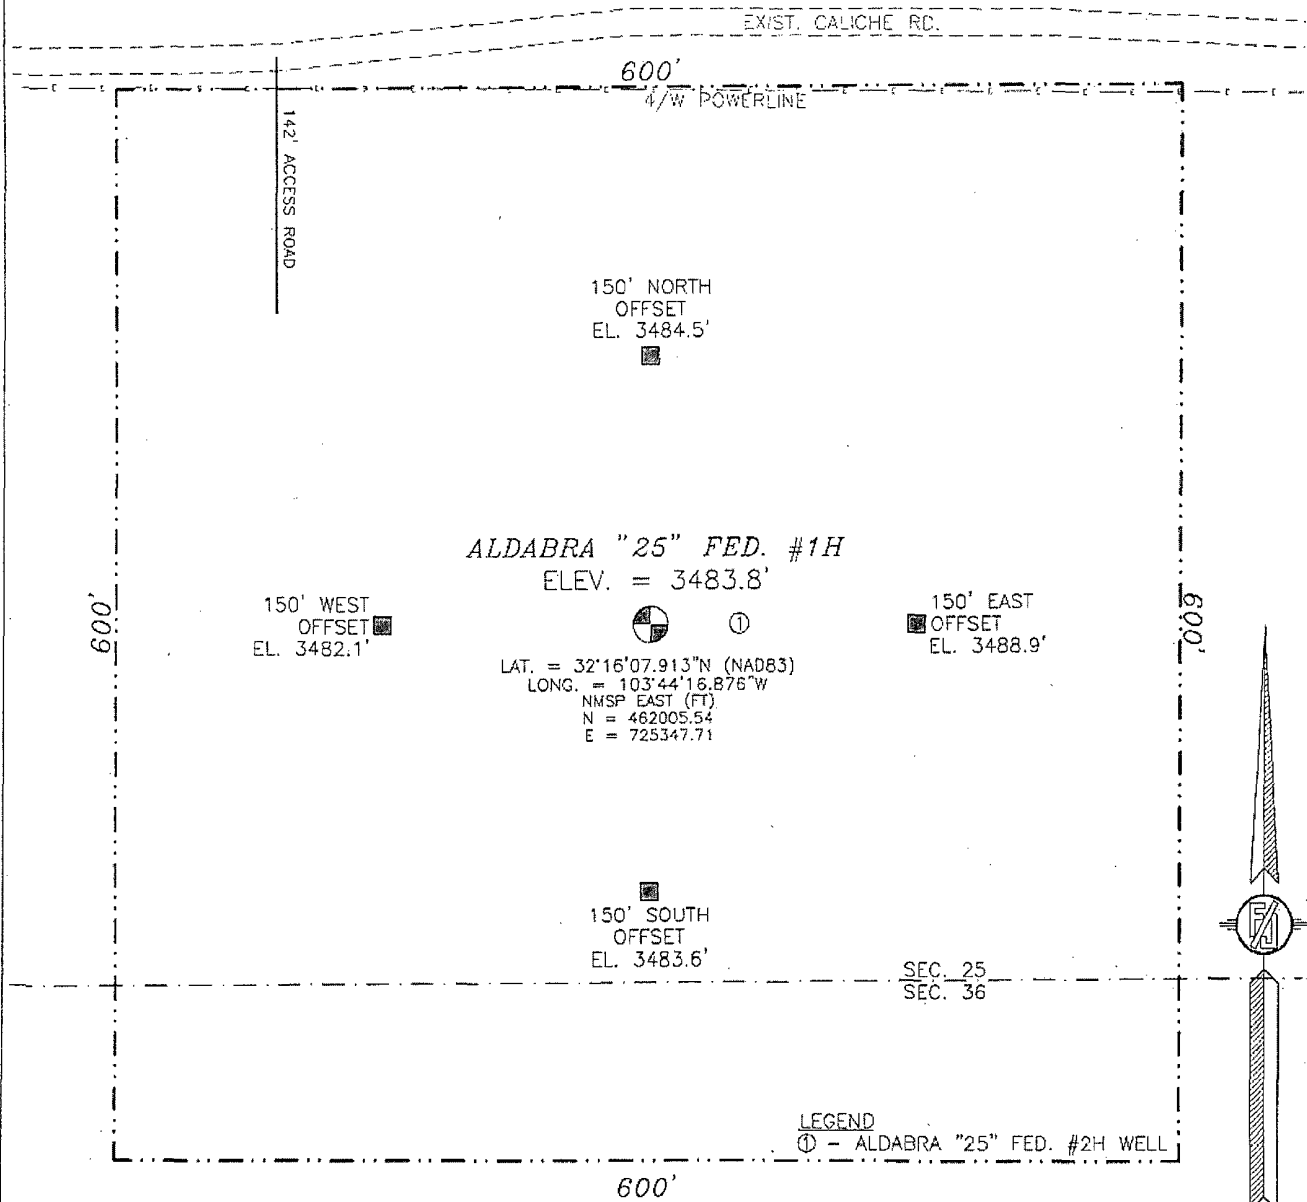 EXIST. CALICHE RD.
600'
4/W POWERLINE
142' ACCESS ROAD
150' NORTH
OFFSET
EL. 3484.5'
ALDABRA "25" FED. #1H
ELEV. = 3483.8'
600'
150' WEST
OFFSET
EL. 3482.1'
①
150' EAST
OFFSET
EL. 3488.9'
600'
LAT. = 32°16'07.913"N (NAD83)
LONG. = 103°44'16.876"W
NMSP EAST (FT)
N = 462005.54
E = 725347.71
150' SOUTH
OFFSET
EL. 3483.6'
SEC. 25
SEC. 36
LEGEND
① - ALDABRA "25" FED. #2H WELL
600'